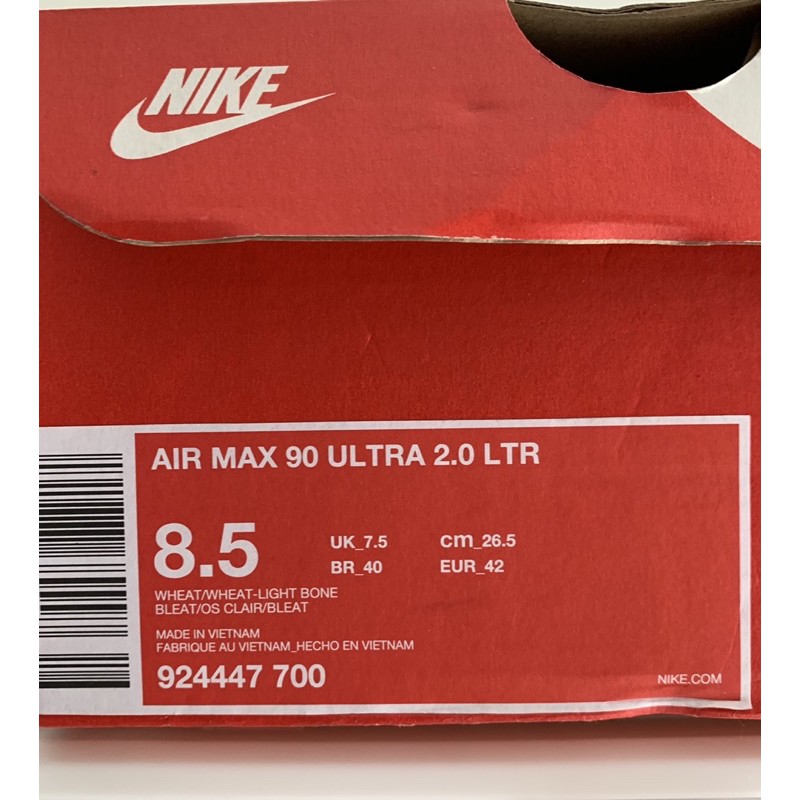 NIKE
AIR MAX 90 ULTRA 2.0 LTR
8.5
UK_7.5 cm_26.5
BR_40 EUR_42
WHEAT/WHEAT-LIGHT BONE
BLEAT/OS CLAIR/BLEAT
MADE IN VIETNAM
FABRIQUE AU VIETNAM_HECHO EN VIETNAM
924447 700
NIKE.COM